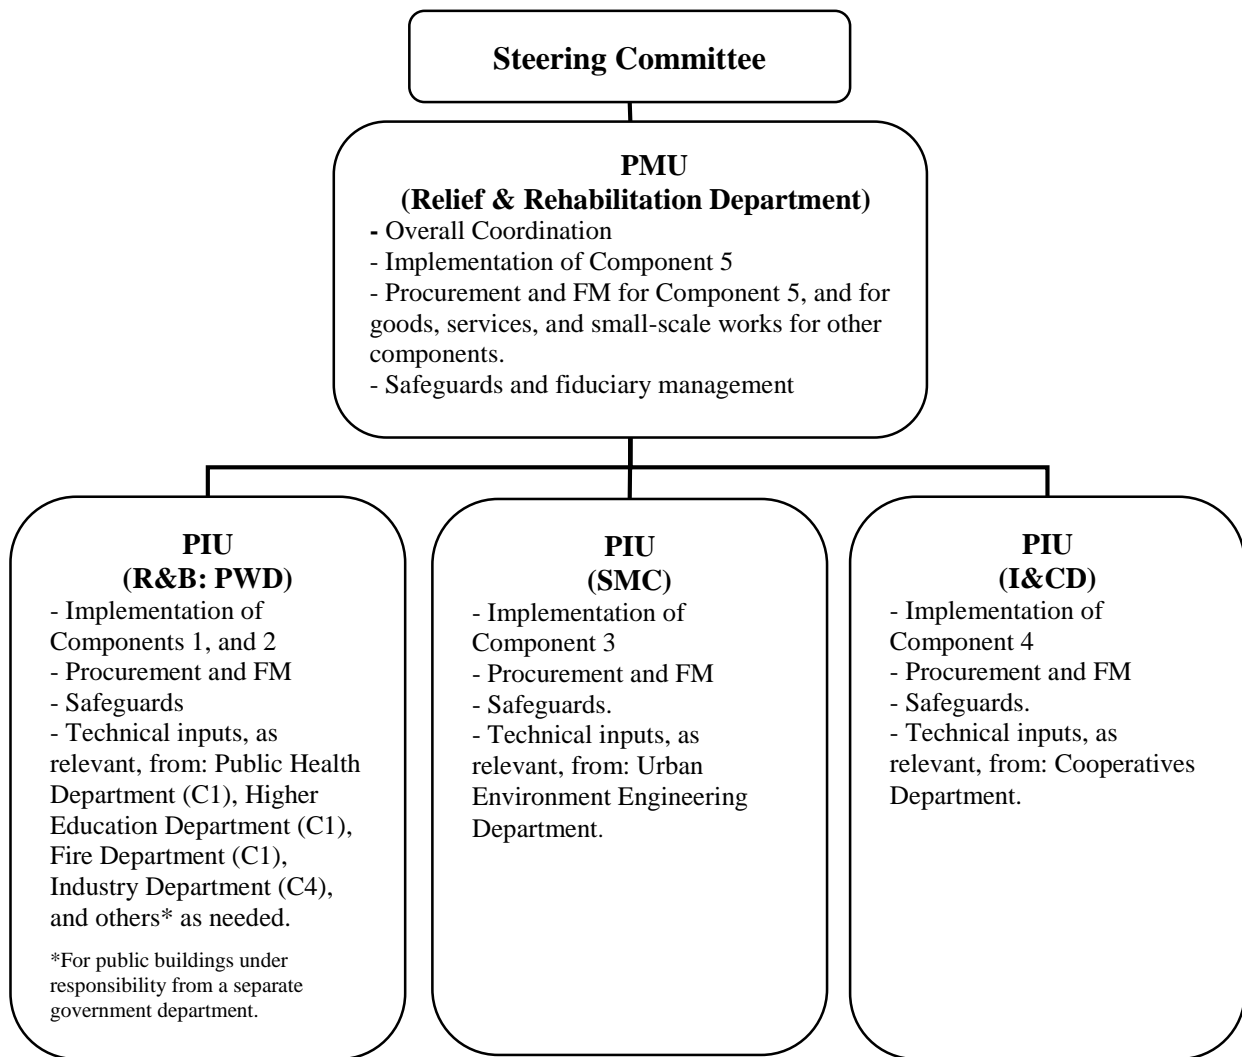 Steering Committee
PMU
(Relief & Rehabilitation Department)
- Overall Coordination
- Implementation of Component 5
- Procurement and FM for Component 5, and for
goods, services, and small-scale works for other
components.
- Safeguards and fiduciary management
PIU
(R&B: PWD)
- Implementation of
Components 1, and 2
- Procurement and FM
- Safeguards
- Technical inputs, as
relevant, from: Public Health
Department (C1), Higher
Education Department (C1),
Fire Department (C1),
Industry Department (C4),
and others* as needed.
*For public buildings under
responsibility from a separate
government department.
PIU
(SMC)
- Implementation of
Component 3
- Procurement and FM
- Safeguards.
- Technical inputs, as
relevant, from: Urban
Environment Engineering
Department.
PIU
(I&CD)
- Implementation of
Component 4
- Procurement and FM
- Safeguards.
- Technical inputs, as
relevant, from: Cooperatives
Department.